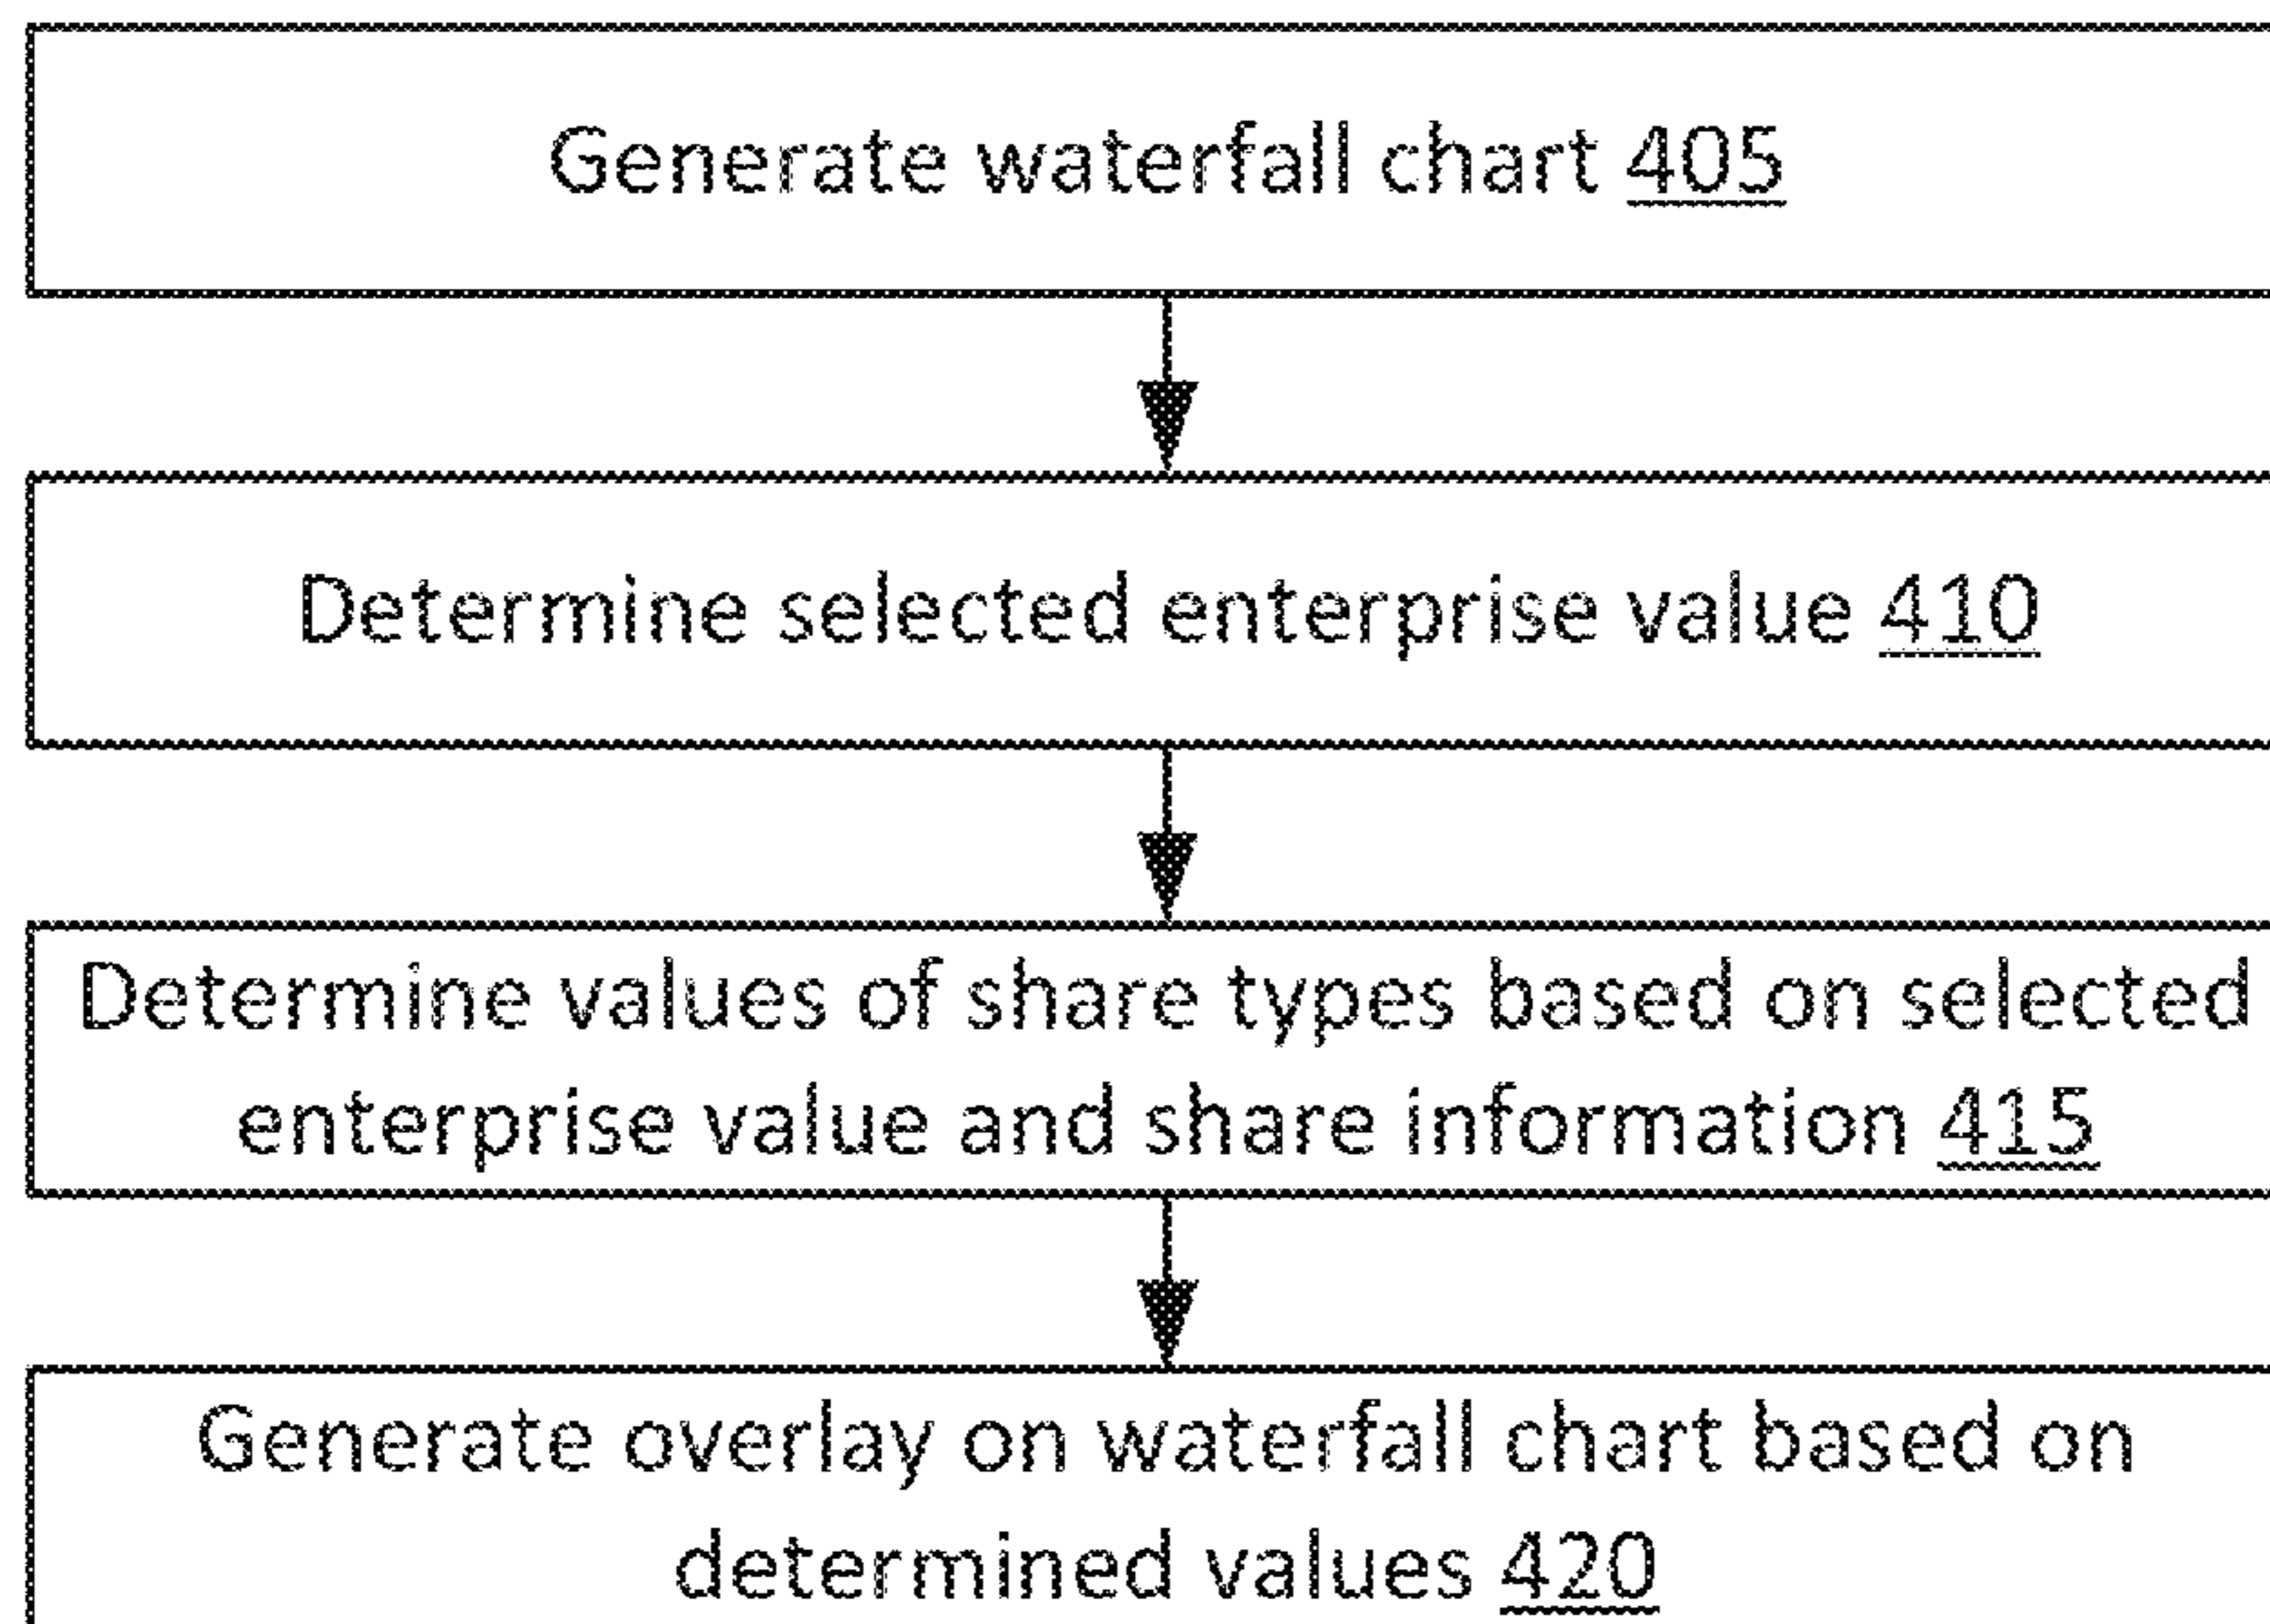 Generate waterfall chart 405
Determine selected enterprise value 410
Determine values of share types based on selected
enterprise value and share information 415
Generate overlay on waterfall chart based on
determined values 420